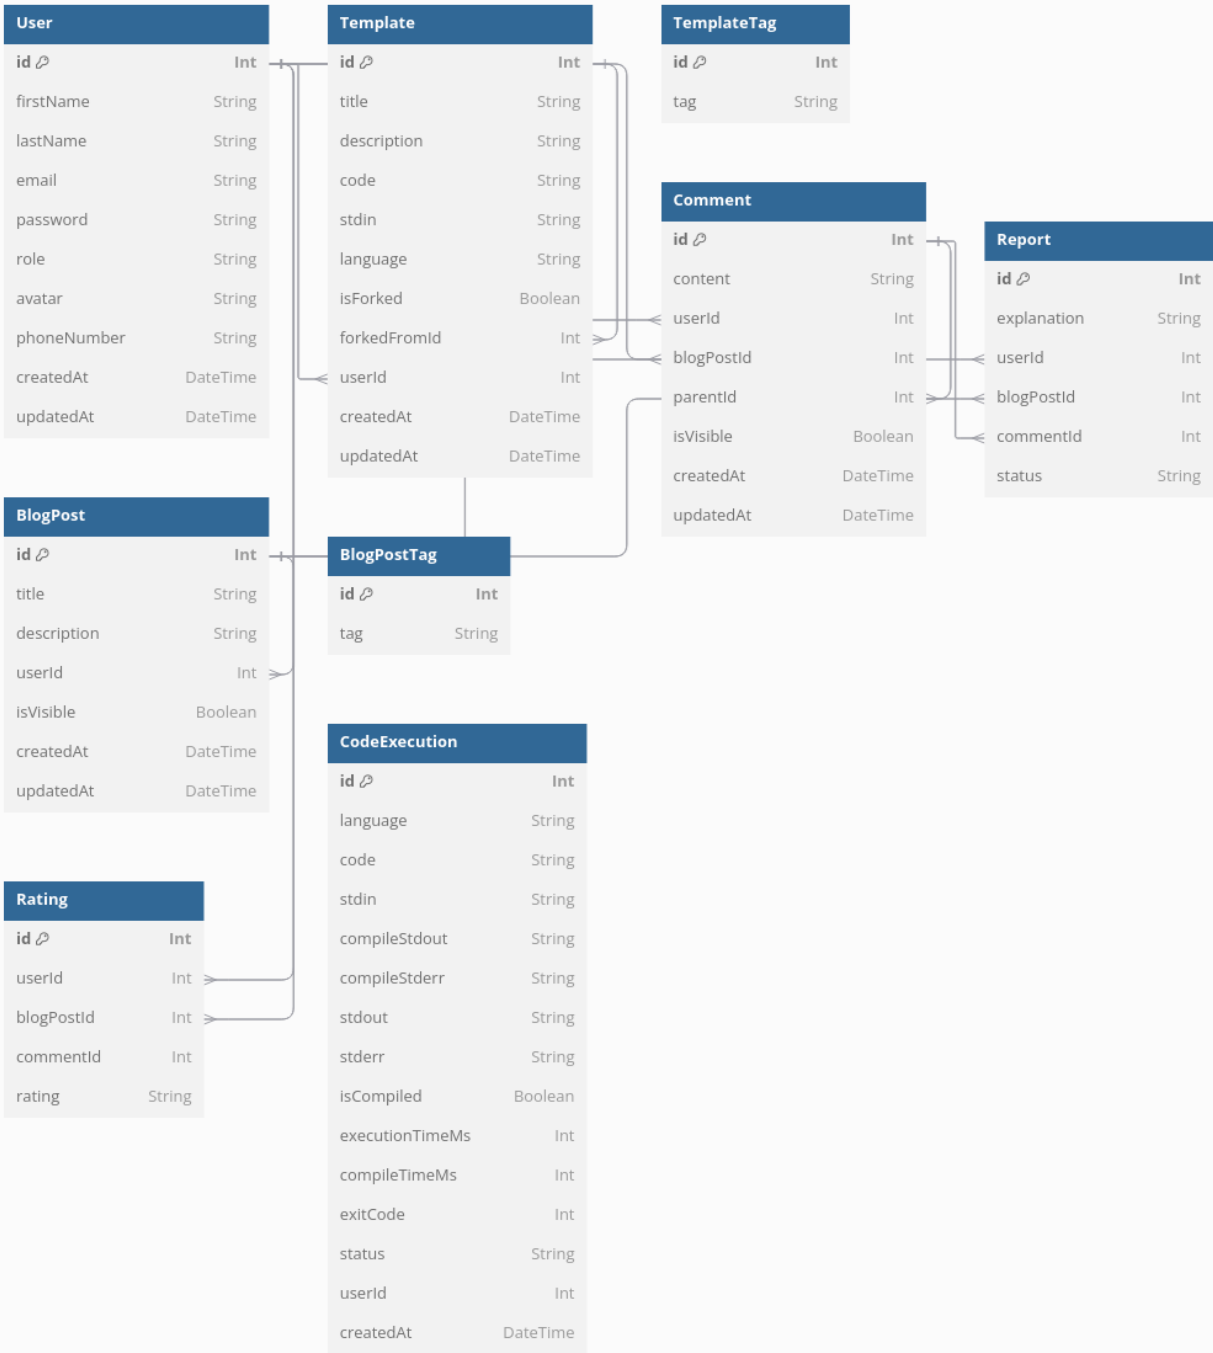 User
id Int
firstName String
lastName String
email String
password String
role String
avatar String
phoneNumber String
createdAt DateTime
updatedAt DateTime
Template
id Int
title String
description String
code String
stdin String
language String
isForked Boolean
forkedFromId Int
userId Int
createdAt DateTime
updatedAt DateTime
TemplateTag
id Int
tag String
Comment
id Int
content String
userId Int
blogPostId Int
parentId Int
isVisible Boolean
createdAt DateTime
updatedAt DateTime
Report
id Int
explanation String
userId Int
blogPostId Int
commentId Int
status String
BlogPost
id Int
title String
description String
userId Int
isVisible Boolean
createdAt DateTime
updatedAt DateTime
BlogPostTag
id Int
tag String
CodeExecution
id Int
language String
code String
stdin String
compileStdout String
compileStderr String
stdout String
stderr String
isCompiled Boolean
executionTimeMs Int
compileTimeMs Int
exitCode Int
status String
userId Int
createdAt DateTime
Rating
id Int
userId Int
blogPostId Int
commentId Int
rating String